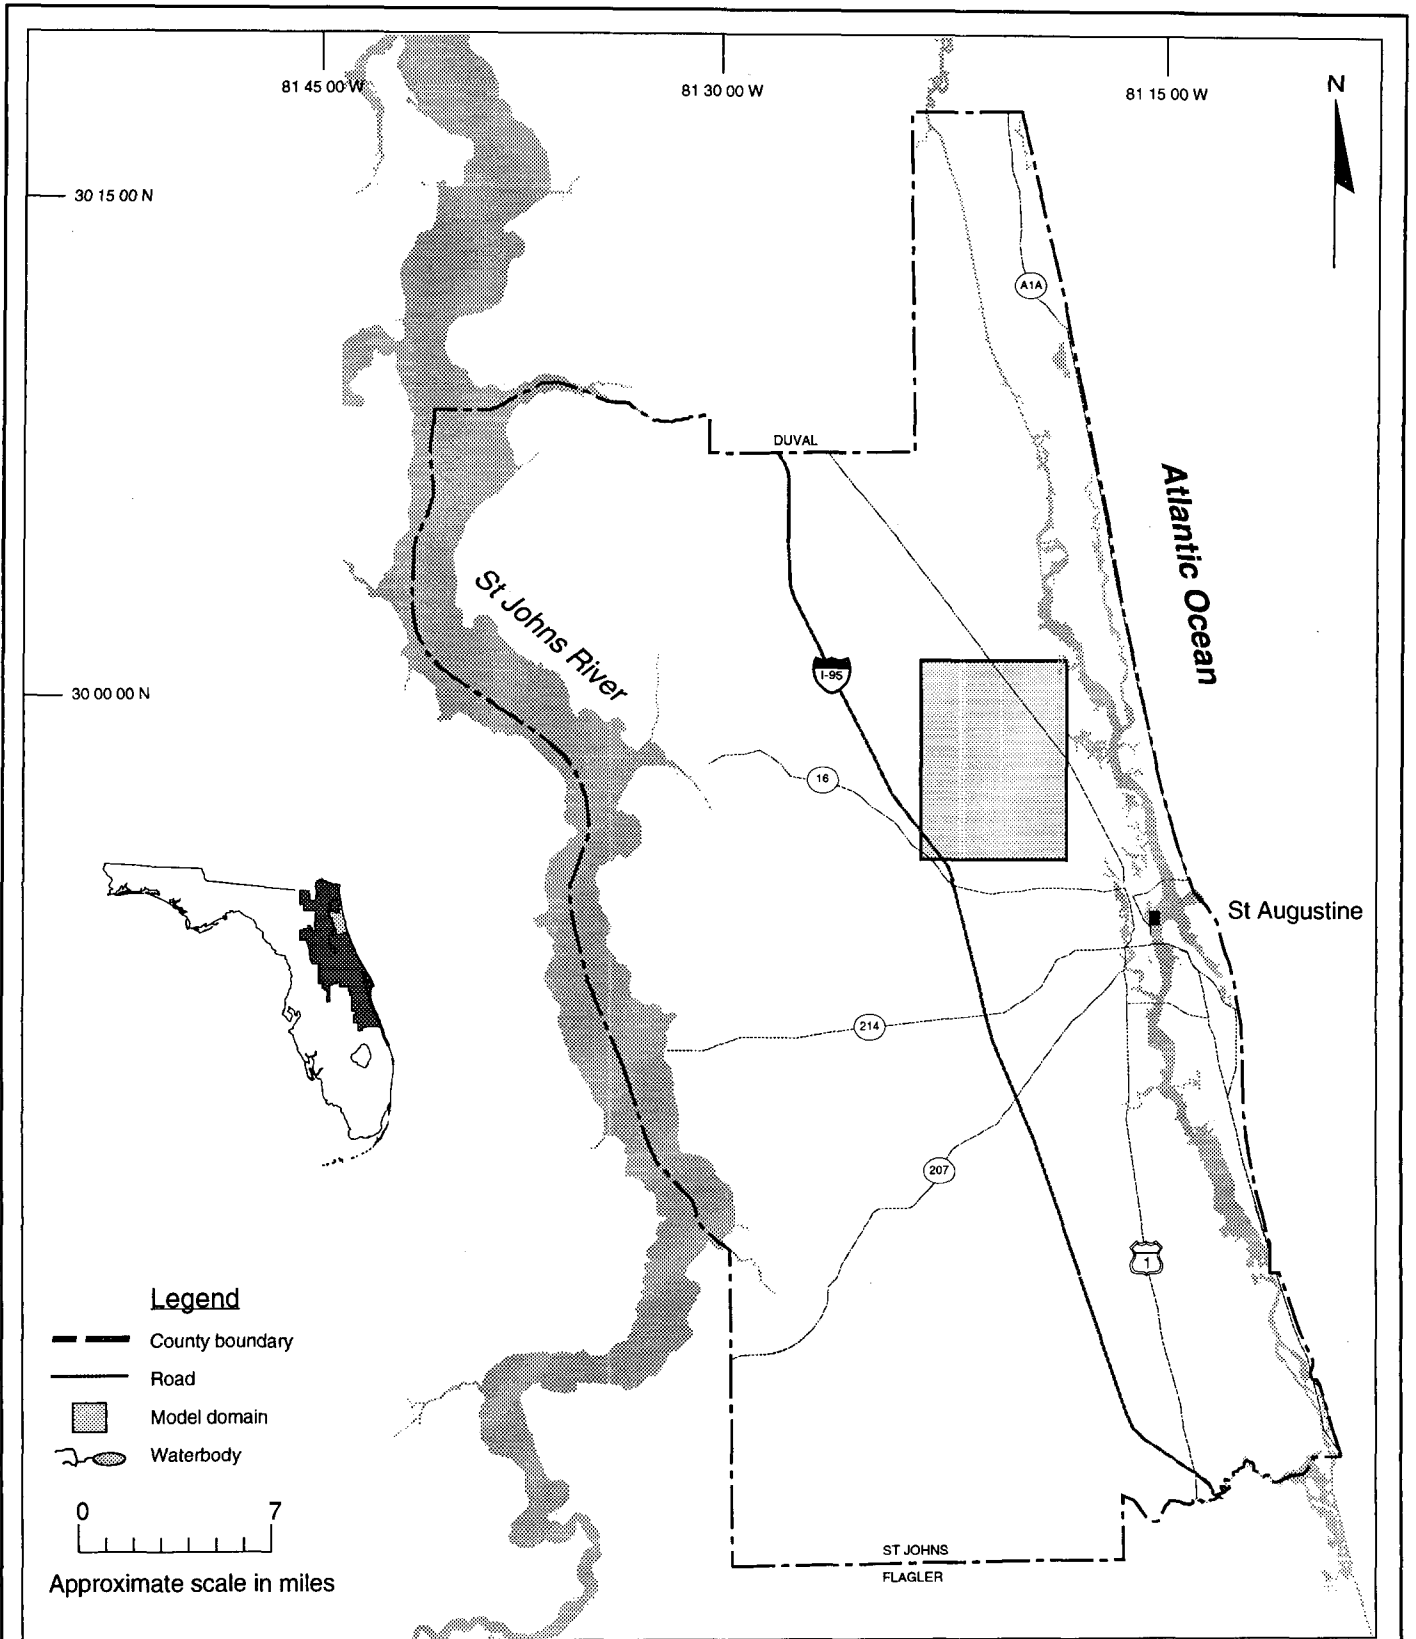 81 45 00 W
81 30 00 W
81 15 00 W
N
30 15 00 N
A1A
DUVAL
Atlantic Ocean
St Johns River
I-95
30 00 00 N
16
St Augustine
214
207
1
Legend
County boundary
Road
Model domain
Waterbody
0 7
Approximate scale in miles
ST JOHNS
FLAGLER